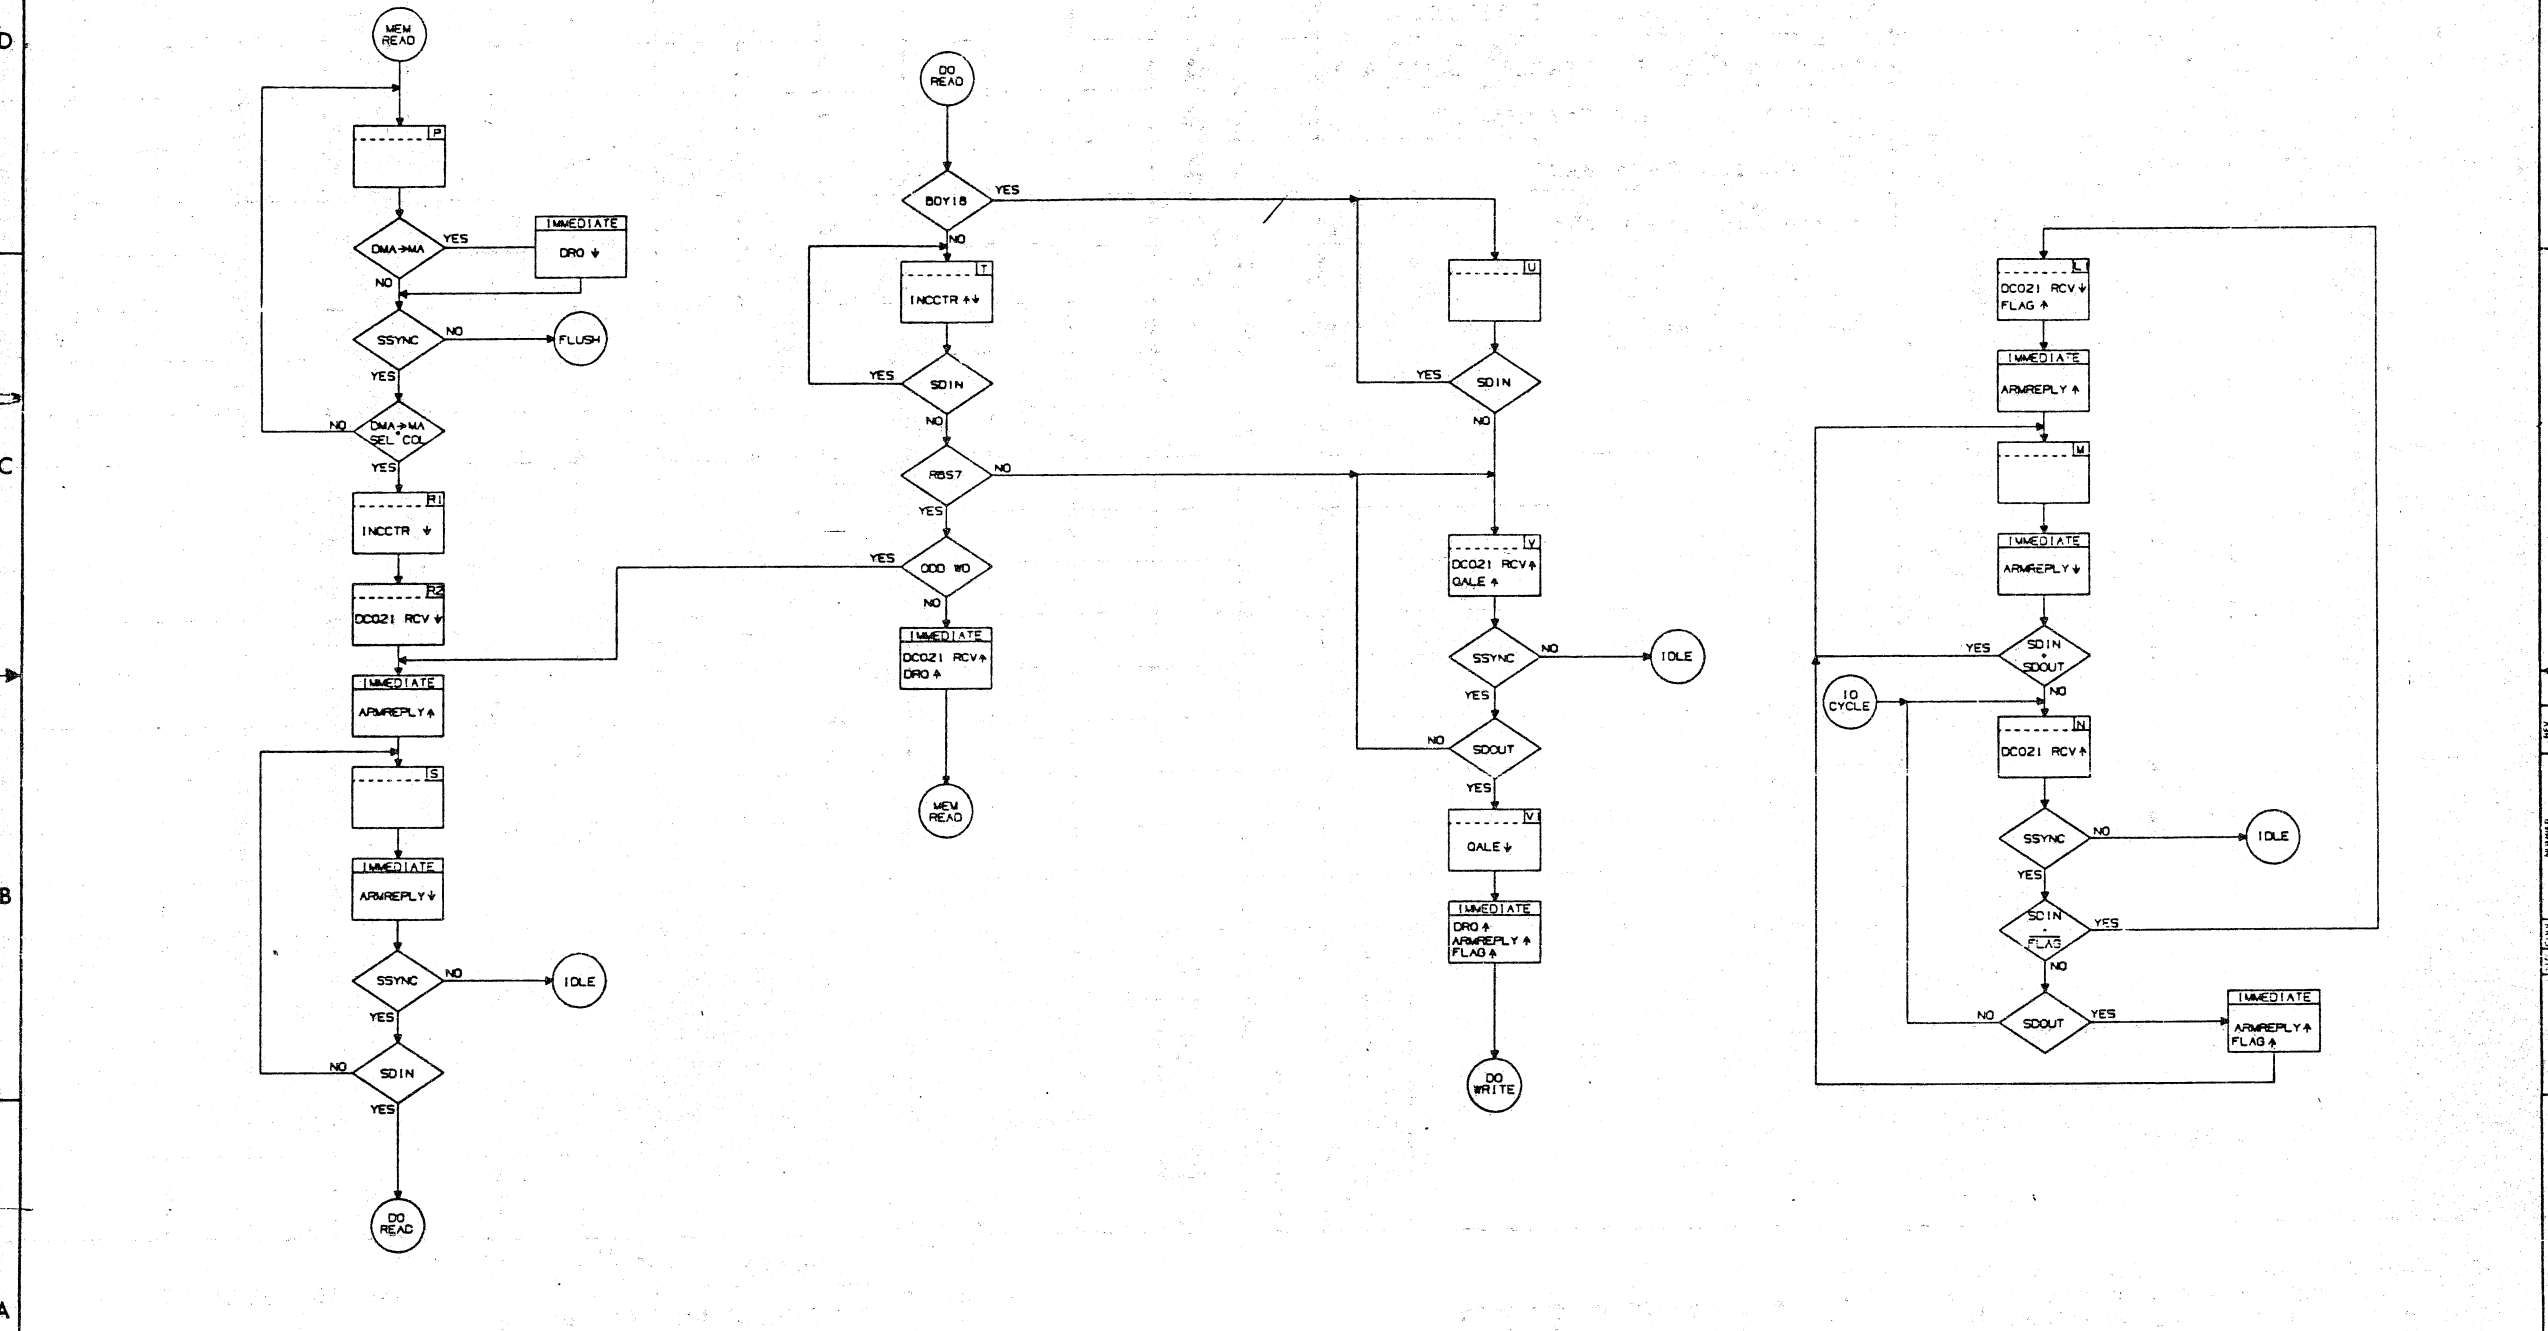 D
MEM
READ
P
DMA→MA
YES
IMMEDIATE
DRQ ↓
NO
SSYNC
NO
FLUSH
YES
DMA→MA
SEL COL
NO
YES
R1
INCCTR ↓
R2
DC021 RCV ↓
IMMEDIATE
ARMREPLY ↑
S
IMMEDIATE
ARMREPLY ↓
SSYNC
NO
IDLE
YES
SDIN
NO
YES
DO
READ
DO
READ
BDY18
YES
NO
T
INCCTR ↑↓
SDIN
YES
NO
RBS7
NO
YES
ODD WD
YES
NO
IMMEDIATE
DC021 RCV ↑
DRQ ↑
MEM
READ
U
SDIN
YES
NO
V
DC021 RCV ↑
QALE ↑
SSYNC
NO
IDLE
YES
SDOUT
NO
YES
V1
QALE ↓
IMMEDIATE
DRQ ↑
ARMREPLY ↑
FLAG ↑
DO
WRITE
L1
DC021 RCV ↓
FLAG ↑
IMMEDIATE
ARMREPLY ↑
M
IMMEDIATE
ARMREPLY ↓
SDIN
+
SDOUT
YES
NO
IO
CYCLE
N
DC021 RCV ↑
SSYNC
NO
IDLE
YES
SDIN
·
FLAG
YES
NO
SDOUT
NO
YES
IMMEDIATE
ARMREPLY ↑
FLAG ↑
C
B
A